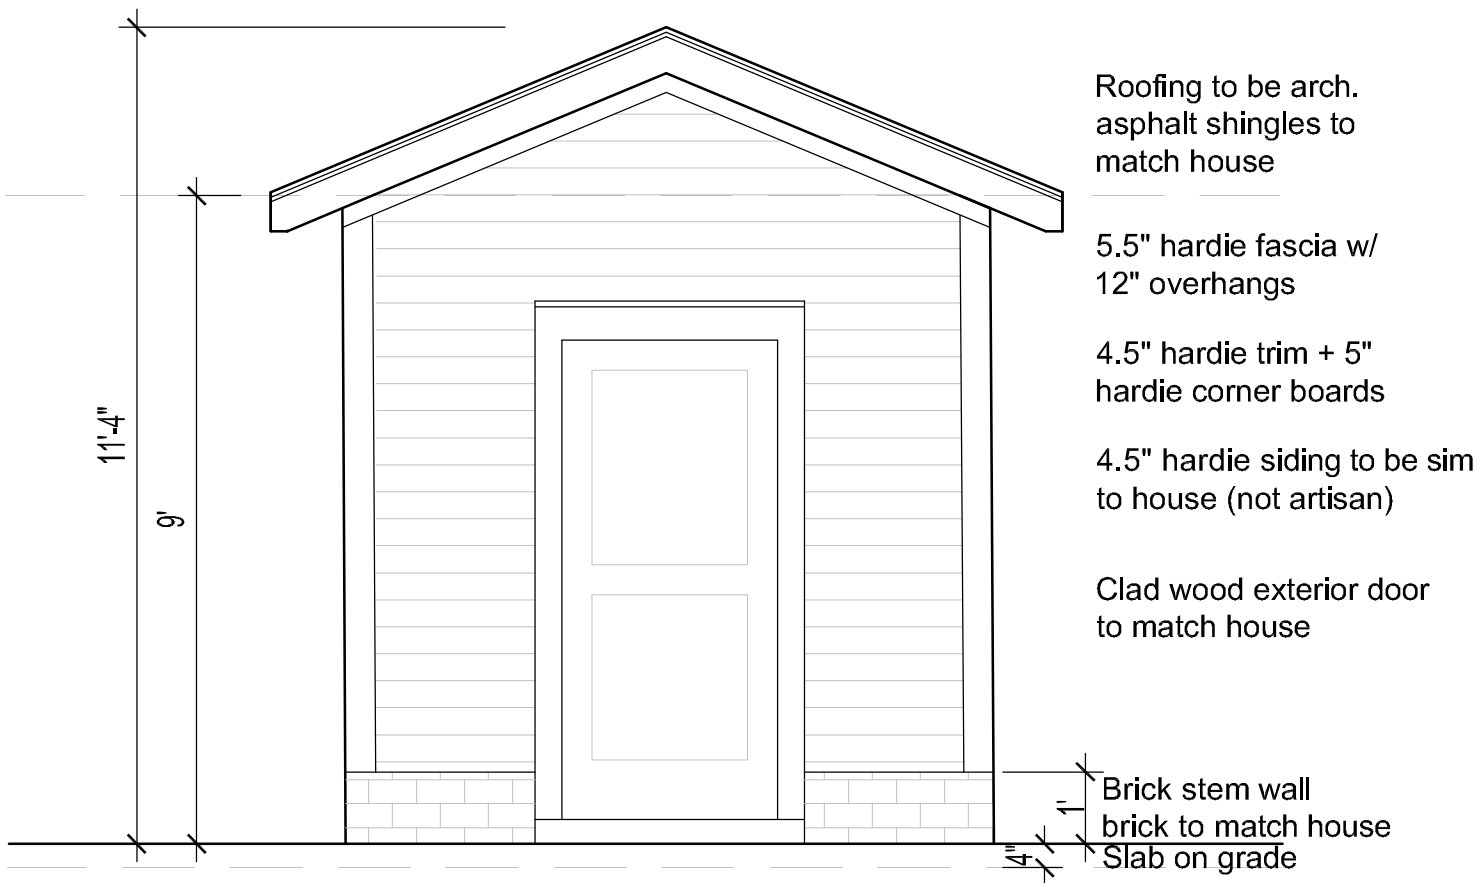 Roofing to be arch.
asphalt shingles to
match house
5.5" hardie fascia w/
12" overhangs
4.5" hardie trim + 5"
hardie corner boards
4.5" hardie siding to be sim
to house (not artisan)
Clad wood exterior door
to match house
Brick stem wall
brick to match house
Slab on grade
11'-4"
9'
1'
4"